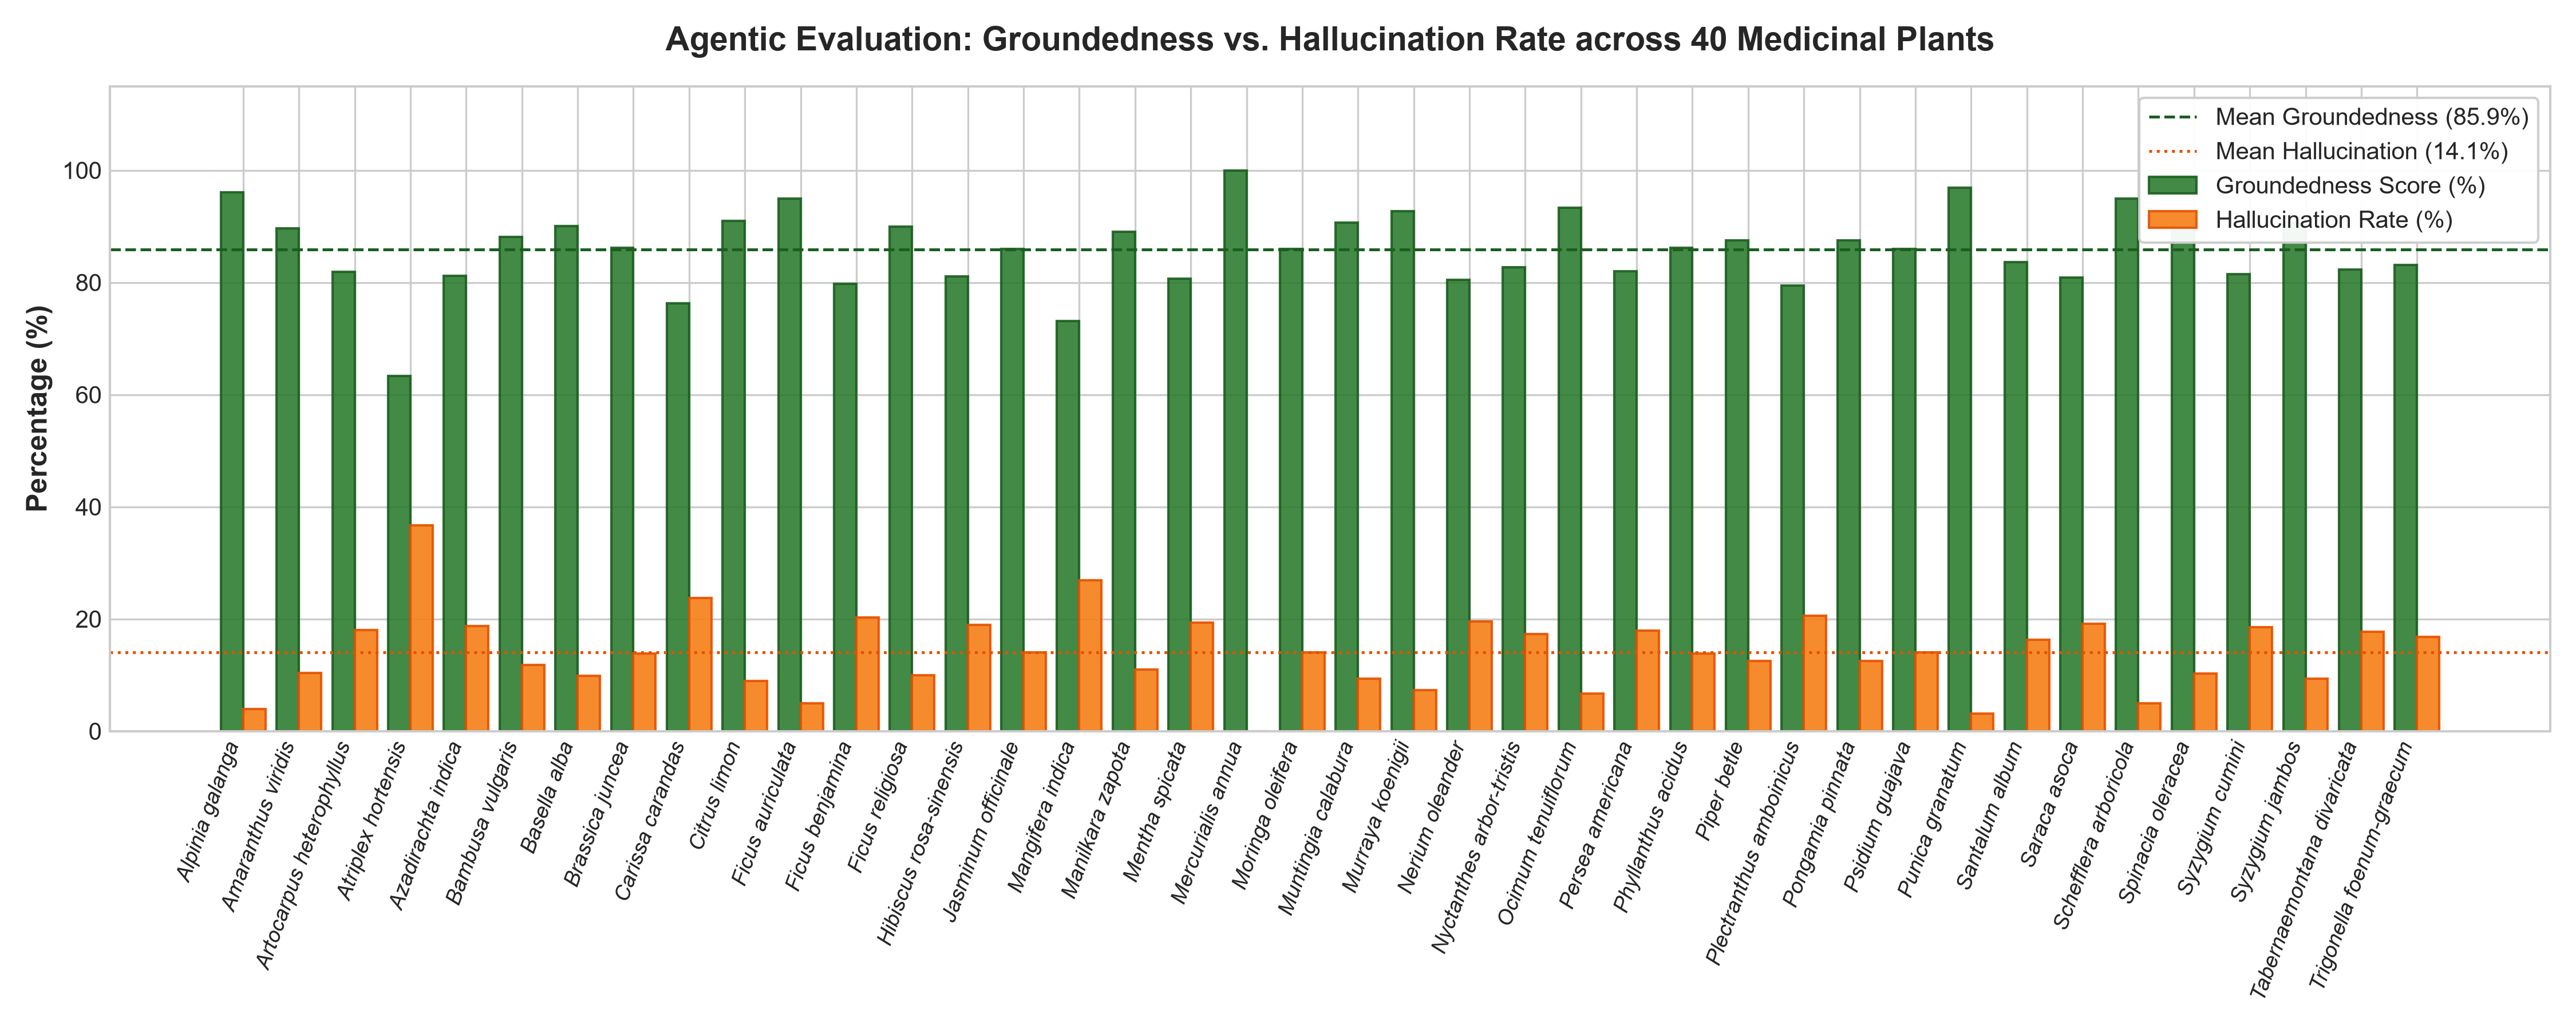 Agentic Evaluation: Groundedness vs. Hallucination Rate across 40 Medicinal Plants
Mean Groundedness (85.9%)
Mean Hallucination (14.1%)
Groundedness Score (%)
Hallucination Rate (%)
Percentage (%)
100
80
60
40
20
0
Alpinia galanga
Amaranthus viridis
Artocarpus heterophyllus
Atriplex hortensis
Azadirachta indica
Bambusa vulgaris
Basella alba
Brassica juncea
Carissa carandas
Citrus limon
Ficus auriculata
Ficus benjamina
Ficus religiosa
Hibiscus rosa-sinensis
Jasminum officinale
Mangifera indica
Manilkara zapota
Mentha spicata
Mercurialis annua
Moringa oleifera
Muntingia calabura
Murraya koenigii
Nerium oleander
Nyctanthes arbor-tristis
Ocimum tenuiflorum
Persea americana
Phyllanthus acidus
Piper betle
Plectranthus amboinicus
Pongamia pinnata
Psidium guajava
Punica granatum
Santalum album
Saraca asoca
Schefflera arboricola
Spinacia oleracea
Syzygium cumini
Syzygium jambos
Tabernaemontana divaricata
Trigonella foenum-graecum